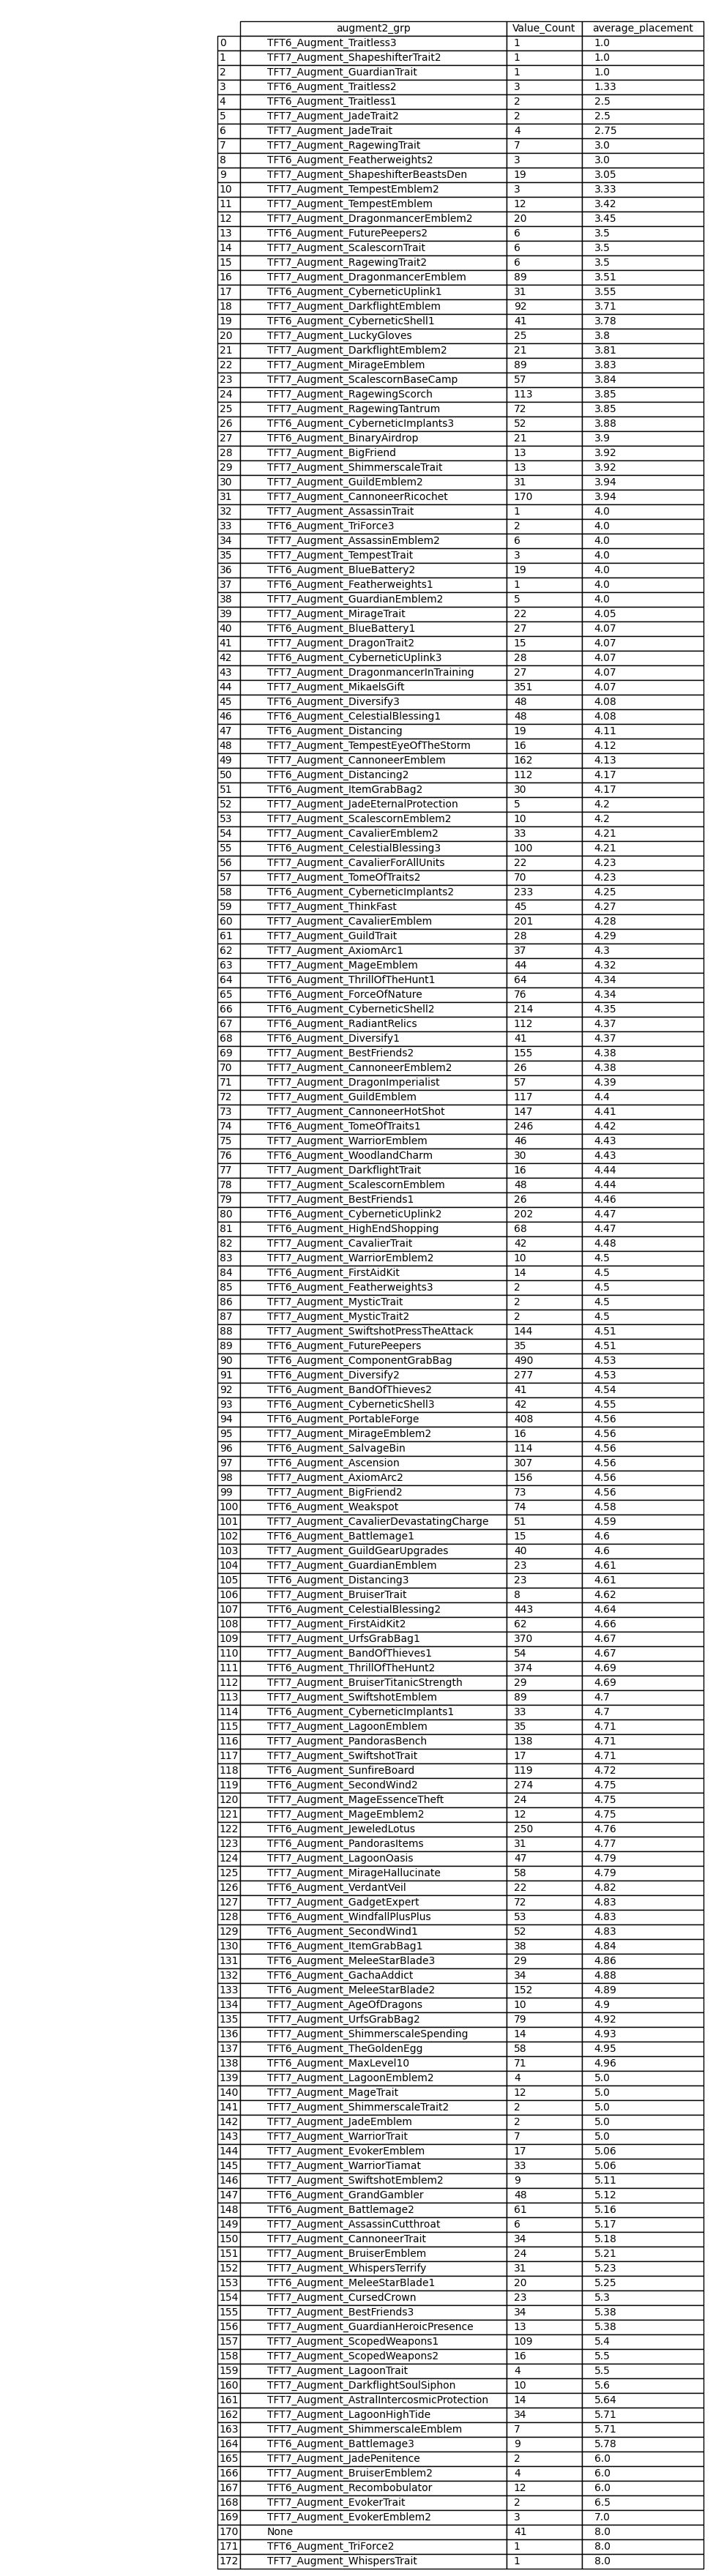 augment2_grp Value_Count average_placement
0 TFT6_Augment_Traitless3 1 1.0
1 TFT7_Augment_ShapeshifterTrait2 1 1.0
2 TFT7_Augment_GuardianTrait 1 1.0
3 TFT6_Augment_Traitless2 3 1.33
4 TFT6_Augment_Traitless1 2 2.5
5 TFT7_Augment_JadeTrait2 2 2.5
6 TFT7_Augment_JadeTrait 4 2.75
7 TFT7_Augment_RagewingTrait 7 3.0
8 TFT6_Augment_Featherweights2 3 3.0
9 TFT7_Augment_ShapeshifterBeastsDen 19 3.05
10 TFT7_Augment_TempestEmblem2 3 3.33
11 TFT7_Augment_TempestEmblem 12 3.42
12 TFT7_Augment_DragonmancerEmblem2 20 3.45
13 TFT6_Augment_FuturePeepers2 6 3.5
14 TFT7_Augment_ScalescornTrait 6 3.5
15 TFT7_Augment_RagewingTrait2 6 3.5
16 TFT7_Augment_DragonmancerEmblem 89 3.51
17 TFT6_Augment_CyberneticUplink1 31 3.55
18 TFT7_Augment_DarkflightEmblem 92 3.71
19 TFT6_Augment_CyberneticShell1 41 3.78
20 TFT7_Augment_LuckyGloves 25 3.8
21 TFT7_Augment_DarkflightEmblem2 21 3.81
22 TFT7_Augment_MirageEmblem 89 3.83
23 TFT7_Augment_ScalescornBaseCamp 57 3.84
24 TFT7_Augment_RagewingScorch 113 3.85
25 TFT7_Augment_RagewingTantrum 72 3.85
26 TFT6_Augment_CyberneticImplants3 52 3.88
27 TFT6_Augment_BinaryAirdrop 21 3.9
28 TFT7_Augment_BigFriend 13 3.92
29 TFT7_Augment_ShimmerscaleTrait 13 3.92
30 TFT7_Augment_GuildEmblem2 31 3.94
31 TFT7_Augment_CannoneerRicochet 170 3.94
32 TFT7_Augment_AssassinTrait 1 4.0
33 TFT6_Augment_TriForce3 2 4.0
34 TFT7_Augment_AssassinEmblem2 6 4.0
35 TFT7_Augment_TempestTrait 3 4.0
36 TFT6_Augment_BlueBattery2 19 4.0
37 TFT6_Augment_Featherweights1 1 4.0
38 TFT7_Augment_GuardianEmblem2 5 4.0
39 TFT7_Augment_MirageTrait 22 4.05
40 TFT6_Augment_BlueBattery1 27 4.07
41 TFT7_Augment_DragonTrait2 15 4.07
42 TFT6_Augment_CyberneticUplink3 28 4.07
43 TFT7_Augment_DragonmancerInTraining 27 4.07
44 TFT7_Augment_MikaelsGift 351 4.07
45 TFT6_Augment_Diversify3 48 4.08
46 TFT6_Augment_CelestialBlessing1 48 4.08
47 TFT6_Augment_Distancing 19 4.11
48 TFT7_Augment_TempestEyeOfTheStorm 16 4.12
49 TFT7_Augment_CannoneerEmblem 162 4.13
50 TFT6_Augment_Distancing2 112 4.17
51 TFT6_Augment_ItemGrabBag2 30 4.17
52 TFT7_Augment_JadeEternalProtection 5 4.2
53 TFT7_Augment_ScalescornEmblem2 10 4.2
54 TFT7_Augment_CavalierEmblem2 33 4.21
55 TFT6_Augment_CelestialBlessing3 100 4.21
56 TFT7_Augment_CavalierForAllUnits 22 4.23
57 TFT7_Augment_TomeOfTraits2 70 4.23
58 TFT6_Augment_CyberneticImplants2 233 4.25
59 TFT7_Augment_ThinkFast 45 4.27
60 TFT7_Augment_CavalierEmblem 201 4.28
61 TFT7_Augment_GuildTrait 28 4.29
62 TFT7_Augment_AxiomArc1 37 4.3
63 TFT7_Augment_MageEmblem 44 4.32
64 TFT6_Augment_ThrillOfTheHunt1 64 4.34
65 TFT6_Augment_ForceOfNature 76 4.34
66 TFT6_Augment_CyberneticShell2 214 4.35
67 TFT6_Augment_RadiantRelics 112 4.37
68 TFT6_Augment_Diversify1 41 4.37
69 TFT7_Augment_BestFriends2 155 4.38
70 TFT7_Augment_CannoneerEmblem2 26 4.38
71 TFT7_Augment_DragonImperialist 57 4.39
72 TFT7_Augment_GuildEmblem 117 4.4
73 TFT7_Augment_CannoneerHotShot 147 4.41
74 TFT6_Augment_TomeOfTraits1 246 4.42
75 TFT7_Augment_WarriorEmblem 46 4.43
76 TFT6_Augment_WoodlandCharm 30 4.43
77 TFT7_Augment_DarkflightTrait 16 4.44
78 TFT7_Augment_ScalescornEmblem 48 4.44
79 TFT7_Augment_BestFriends1 26 4.46
80 TFT6_Augment_CyberneticUplink2 202 4.47
81 TFT6_Augment_HighEndShopping 68 4.47
82 TFT7_Augment_CavalierTrait 42 4.48
83 TFT7_Augment_WarriorEmblem2 10 4.5
84 TFT6_Augment_FirstAidKit 14 4.5
85 TFT6_Augment_Featherweights3 2 4.5
86 TFT7_Augment_MysticTrait 2 4.5
87 TFT7_Augment_MysticTrait2 2 4.5
88 TFT7_Augment_SwiftshotPressTheAttack 144 4.51
89 TFT6_Augment_FuturePeepers 35 4.51
90 TFT6_Augment_ComponentGrabBag 490 4.53
91 TFT6_Augment_Diversify2 277 4.53
92 TFT6_Augment_BandOfThieves2 41 4.54
93 TFT6_Augment_CyberneticShell3 42 4.55
94 TFT6_Augment_PortableForge 408 4.56
95 TFT7_Augment_MirageEmblem2 16 4.56
96 TFT6_Augment_SalvageBin 114 4.56
97 TFT6_Augment_Ascension 307 4.56
98 TFT7_Augment_AxiomArc2 156 4.56
99 TFT7_Augment_BigFriend2 73 4.56
100 TFT6_Augment_Weakspot 74 4.58
101 TFT7_Augment_CavalierDevastatingCharge 51 4.59
102 TFT6_Augment_Battlemage1 15 4.6
103 TFT7_Augment_GuildGearUpgrades 40 4.6
104 TFT7_Augment_GuardianEmblem 23 4.61
105 TFT6_Augment_Distancing3 23 4.61
106 TFT7_Augment_BruiserTrait 8 4.62
107 TFT6_Augment_CelestialBlessing2 443 4.64
108 TFT7_Augment_FirstAidKit2 62 4.66
109 TFT7_Augment_UrfsGrabBag1 370 4.67
110 TFT7_Augment_BandOfThieves1 54 4.67
111 TFT6_Augment_ThrillOfTheHunt2 374 4.69
112 TFT7_Augment_BruiserTitanicStrength 29 4.69
113 TFT7_Augment_SwiftshotEmblem 89 4.7
114 TFT6_Augment_CyberneticImplants1 33 4.7
115 TFT7_Augment_LagoonEmblem 35 4.71
116 TFT7_Augment_PandorasBench 138 4.71
117 TFT7_Augment_SwiftshotTrait 17 4.71
118 TFT6_Augment_SunfireBoard 119 4.72
119 TFT6_Augment_SecondWind2 274 4.75
120 TFT7_Augment_MageEssenceTheft 24 4.75
121 TFT7_Augment_MageEmblem2 12 4.75
122 TFT6_Augment_JeweledLotus 250 4.76
123 TFT6_Augment_PandorasItems 31 4.77
124 TFT7_Augment_LagoonOasis 47 4.79
125 TFT7_Augment_MirageHallucinate 58 4.79
126 TFT6_Augment_VerdantVeil 22 4.82
127 TFT7_Augment_GadgetExpert 72 4.83
128 TFT6_Augment_WindfallPlusPlus 53 4.83
129 TFT6_Augment_SecondWind1 52 4.83
130 TFT6_Augment_ItemGrabBag1 38 4.84
131 TFT6_Augment_MeleeStarBlade3 29 4.86
132 TFT6_Augment_GachaAddict 34 4.88
133 TFT6_Augment_MeleeStarBlade2 152 4.89
134 TFT7_Augment_AgeOfDragons 10 4.9
135 TFT7_Augment_UrfsGrabBag2 79 4.92
136 TFT7_Augment_ShimmerscaleSpending 14 4.93
137 TFT6_Augment_TheGoldenEgg 58 4.95
138 TFT6_Augment_MaxLevel10 71 4.96
139 TFT7_Augment_LagoonEmblem2 4 5.0
140 TFT7_Augment_MageTrait 12 5.0
141 TFT7_Augment_ShimmerscaleTrait2 2 5.0
142 TFT7_Augment_JadeEmblem 2 5.0
143 TFT7_Augment_WarriorTrait 7 5.0
144 TFT7_Augment_EvokerEmblem 17 5.06
145 TFT7_Augment_WarriorTiamat 33 5.06
146 TFT7_Augment_SwiftshotEmblem2 9 5.11
147 TFT6_Augment_GrandGambler 48 5.12
148 TFT6_Augment_Battlemage2 61 5.16
149 TFT7_Augment_AssassinCutthroat 6 5.17
150 TFT7_Augment_CannoneerTrait 34 5.18
151 TFT7_Augment_BruiserEmblem 24 5.21
152 TFT7_Augment_WhispersTerrify 31 5.23
153 TFT6_Augment_MeleeStarBlade1 20 5.25
154 TFT7_Augment_CursedCrown 23 5.3
155 TFT7_Augment_BestFriends3 34 5.38
156 TFT7_Augment_GuardianHeroicPresence 13 5.38
157 TFT7_Augment_ScopedWeapons1 109 5.4
158 TFT7_Augment_ScopedWeapons2 16 5.5
159 TFT7_Augment_LagoonTrait 4 5.5
160 TFT7_Augment_DarkflightSoulSiphon 10 5.6
161 TFT7_Augment_AstralIntercosmicProtection 14 5.64
162 TFT7_Augment_LagoonHighTide 34 5.71
163 TFT7_Augment_ShimmerscaleEmblem 7 5.71
164 TFT6_Augment_Battlemage3 9 5.78
165 TFT7_Augment_JadePenitence 2 6.0
166 TFT7_Augment_BruiserEmblem2 4 6.0
167 TFT6_Augment_Recombobulator 12 6.0
168 TFT7_Augment_EvokerTrait 2 6.5
169 TFT7_Augment_EvokerEmblem2 3 7.0
170 None 41 8.0
171 TFT6_Augment_TriForce2 1 8.0
172 TFT7_Augment_WhispersTrait 1 8.0